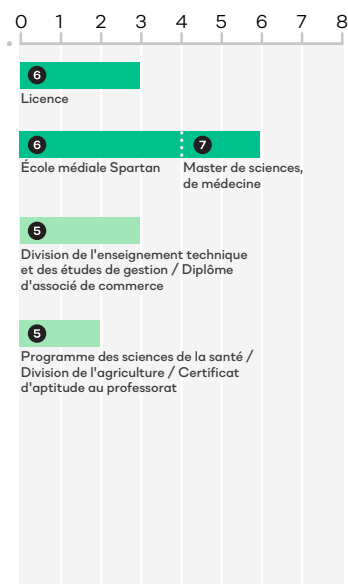 0 1 2 3 4 5 6 7 8
6
Licence
6 7
École médiale Spartan Master de sciences,
de médecine
5
Division de l'enseignement technique
et des études de gestion / Diplôme
d'associé de commerce
5
Programme des sciences de la santé /
Division de l'agriculture / Certificat
d'aptitude au professorat